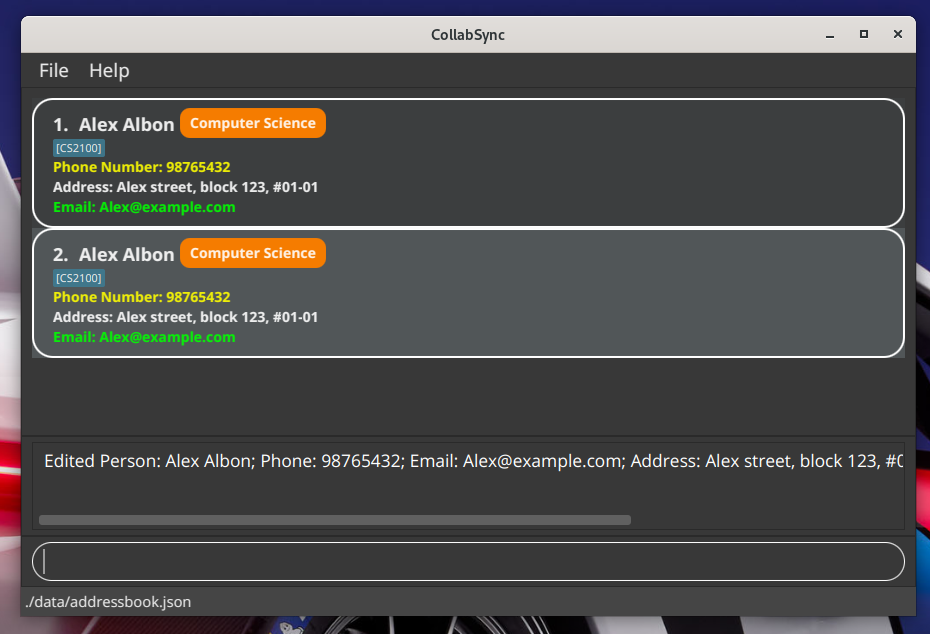 CollabSync
File Help
1. Alex Albon Computer Science
[CS2100]
Phone Number: 98765432
Address: Alex street, block 123, #01-01
Email: Alex@example.com
2. Alex Albon Computer Science
[CS2100]
Phone Number: 98765432
Address: Alex street, block 123, #01-01
Email: Alex@example.com
Edited Person: Alex Albon; Phone: 98765432; Email: Alex@example.com; Address: Alex street, block 123,
./data/addressbook.json